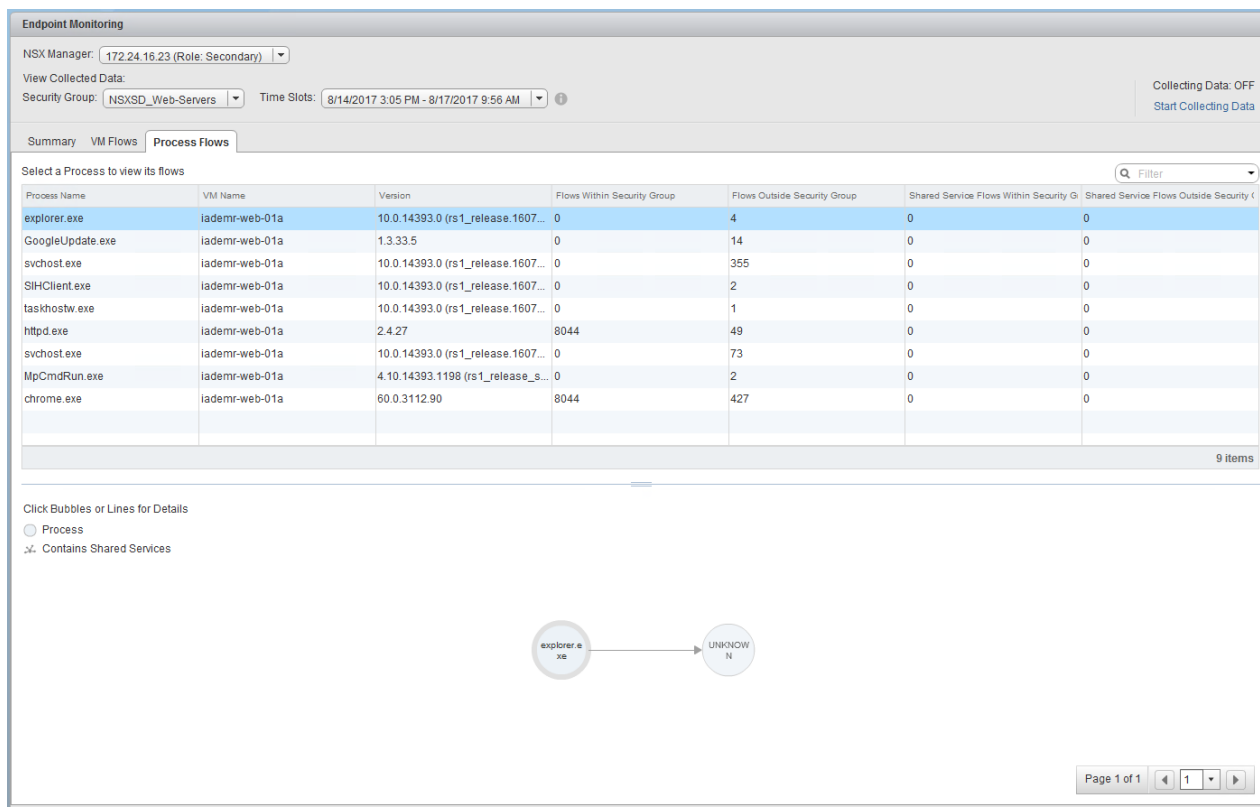 Endpoint Monitoring
NSX Manager: 172.24.16.23 (Role: Secondary)
View Collected Data:
Security Group: NSXSD_Web-Servers Time Slots: 8/14/2017 3:05 PM - 8/17/2017 9:56 AM
Collecting Data: OFF
Start Collecting Data
Summary VM Flows Process Flows
Select a Process to view its flows
Filter
Process Name VM Name Version Flows Within Security Group Flows Outside Security Group Shared Service Flows Within Security G Shared Service Flows Outside Security (
explorer.exe iademr-web-01a 10.0.14393.0 (rs1_release.1607... 0 4 0 0
GoogleUpdate.exe iademr-web-01a 1.3.33.5 0 14 0 0
svchost.exe iademr-web-01a 10.0.14393.0 (rs1_release.1607... 0 355 0 0
SIHClient.exe iademr-web-01a 10.0.14393.0 (rs1_release.1607... 0 2 0 0
taskhostw.exe iademr-web-01a 10.0.14393.0 (rs1_release.1607... 0 1 0 0
httpd.exe iademr-web-01a 2.4.27 8044 49 0 0
svchost.exe iademr-web-01a 10.0.14393.0 (rs1_release.1607... 0 73 0 0
MpCmdRun.exe iademr-web-01a 4.10.14393.1198 (rs1_release_s... 0 2 0 0
chrome.exe iademr-web-01a 60.0.3112.90 8044 427 0 0
9 items
Click Bubbles or Lines for Details
Process
Contains Shared Services
explorer.e
xe
UNKNOW
N
Page 1 of 1 1